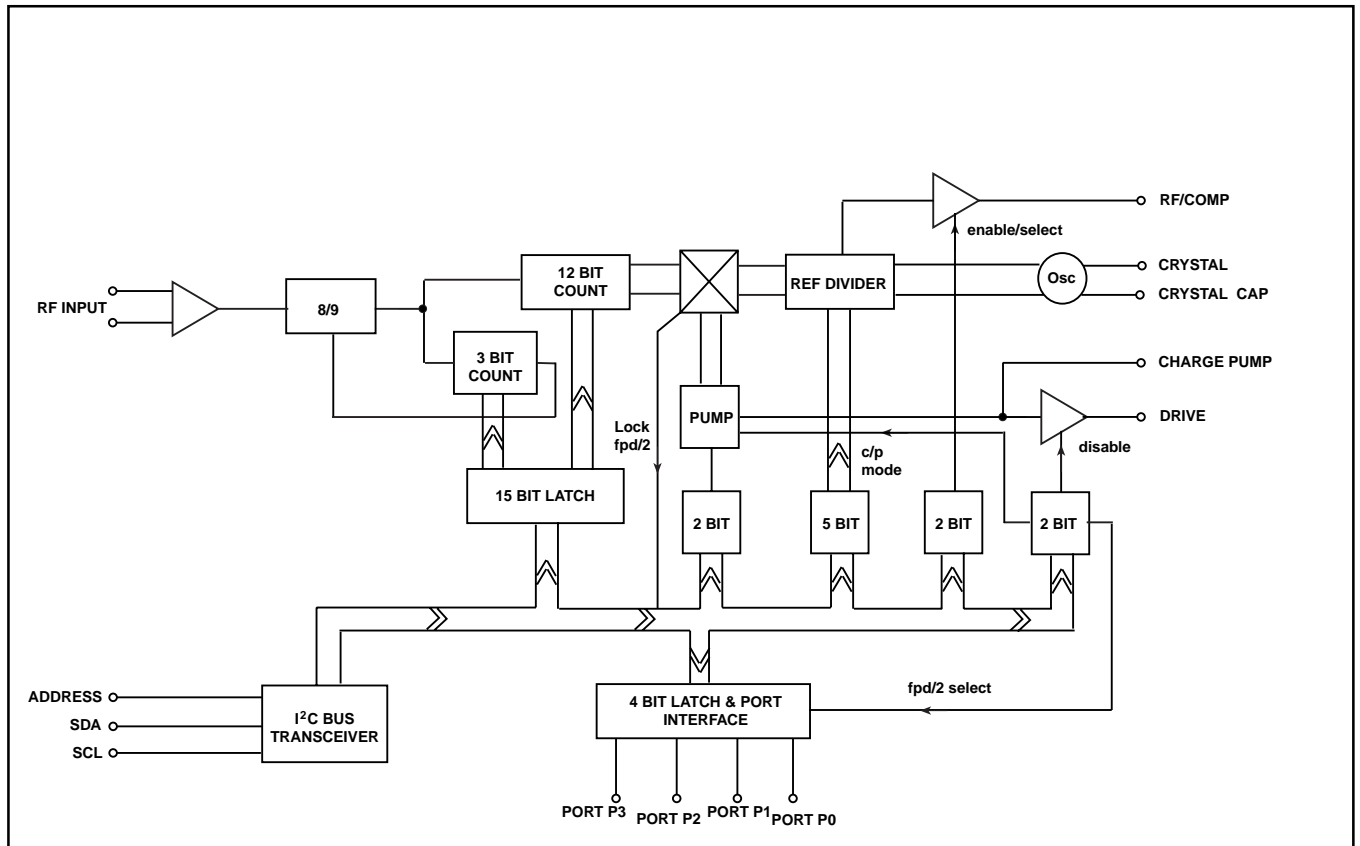 RF/COMP
enable/select
12 BIT
COUNT
REF DIVIDER
Osc
CRYSTAL
CRYSTAL CAP
RF INPUT
8/9
3 BIT
COUNT
CHARGE PUMP
PUMP
DRIVE
Lock
fpd/2
c/p
mode
disable
15 BIT LATCH
2 BIT
5 BIT
2 BIT
2 BIT
ADDRESS
SDA
SCL
I²C BUS
TRANSCEIVER
4 BIT LATCH & PORT
INTERFACE
fpd/2 select
PORT P3
PORT P2
PORT P1
PORT P0